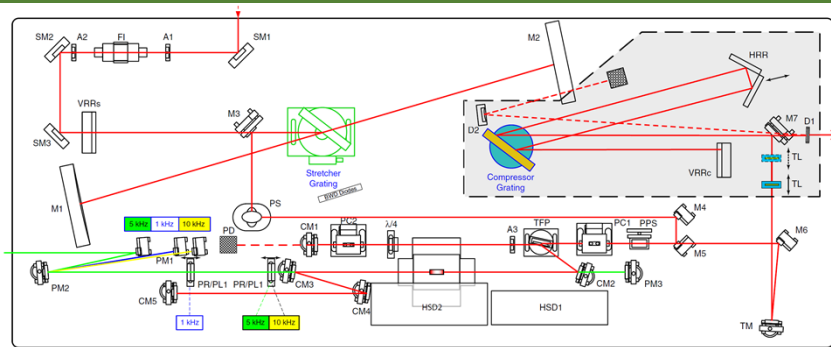 SM2
A2
FI
A1
SM1
M2
HRR
VRRs
M3
M7
D1
SM3
D2
TL
Stretcher
Grating
Compressor
Grating
VRRc
TL
M1
BWD Diodes
PS
M4
5 kHz
1 kHz
10 kHz
PD
CM1
PC2
λ/4
A3
TFP
PC1
PPS
M6
M5
PM1
PM2
PR/PL1
PR/PL1
CM3
CM2
PM3
CM5
CM4
HSD2
HSD1
TM
1 kHz
5 kHz
10 kHz